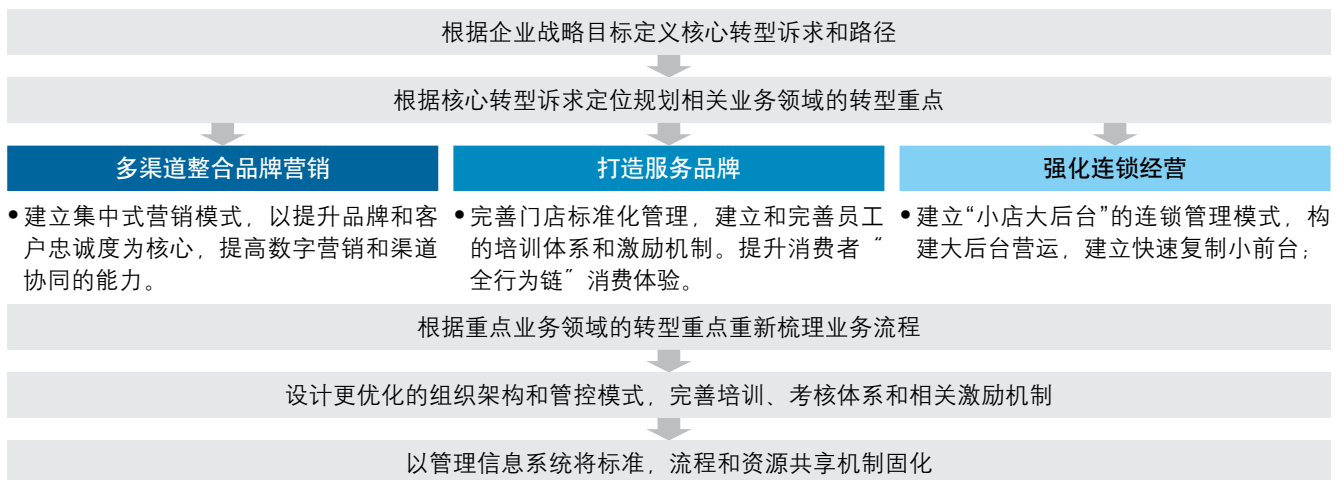 根据企业战略目标定义核心转型诉求和路径
根据核心转型诉求定位规划相关业务领域的转型重点
多渠道整合品牌营销
•建立集中式营销模式，以提升品牌和客
户忠诚度为核心，提高数字营销和渠道
协同的能力。
打造服务品牌
•完善门店标准化管理，建立和完善员工
的培训体系和激励机制。提升消费者〝
全行为链〞消费体验。
强化连锁经营
•建立“小店大后台”的连锁管理模式，构
建大后台营运，建立快速复制小前台；
根据重点业务领域的转型重点重新梳理业务流程
设计更优化的组织架构和管控模式，完善培训、考核体系和相关激励机制
以管理信息系统将标准，流程和资源共享机制固化